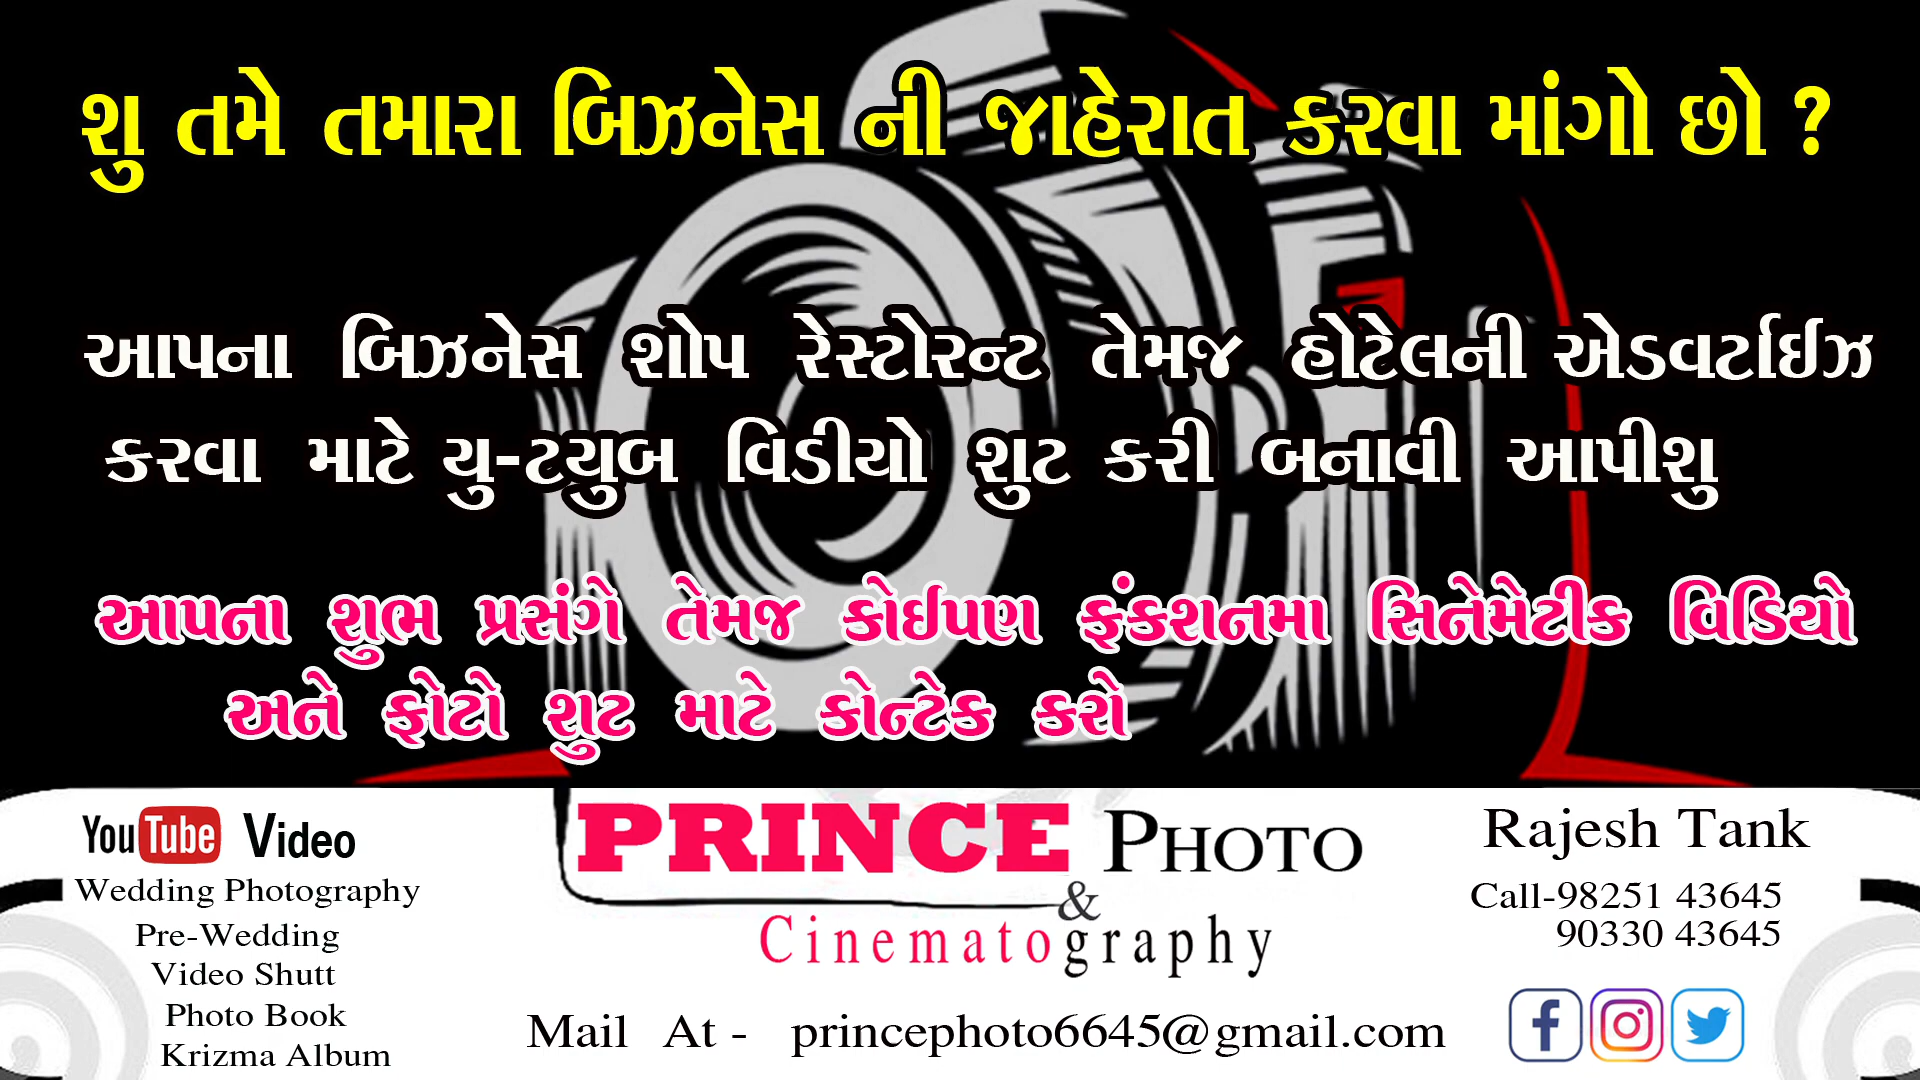 શુ તમે તમારા બિઝનેસ ની જાહેરાત કરવા માંગો છો ?
આપના બિઝનેસ શોપ રેસ્ટોરન્ટ તેમજ હોટેલની એડવર્ટાઈઝ
કરવા માટે યુ-ટયુબ વિડીયો શુટ કરી બનાવી આપીશુ
આપના શુભ પ્રસંગે તેમજ કોઈપણ ફંકશનમા સિનેમેટીક વિડિયો
અને ફોટો શુટ માટે કોન્ટેક કરો
YouTube Video
Wedding Photography
Pre-Wedding
Video Shutt
Photo Book
Krizma Album
PRINCE PHOTO
&
Cinematography
Mail At - princephoto6645@gmail.com
Rajesh Tank
Call-98251 43645
90330 43645